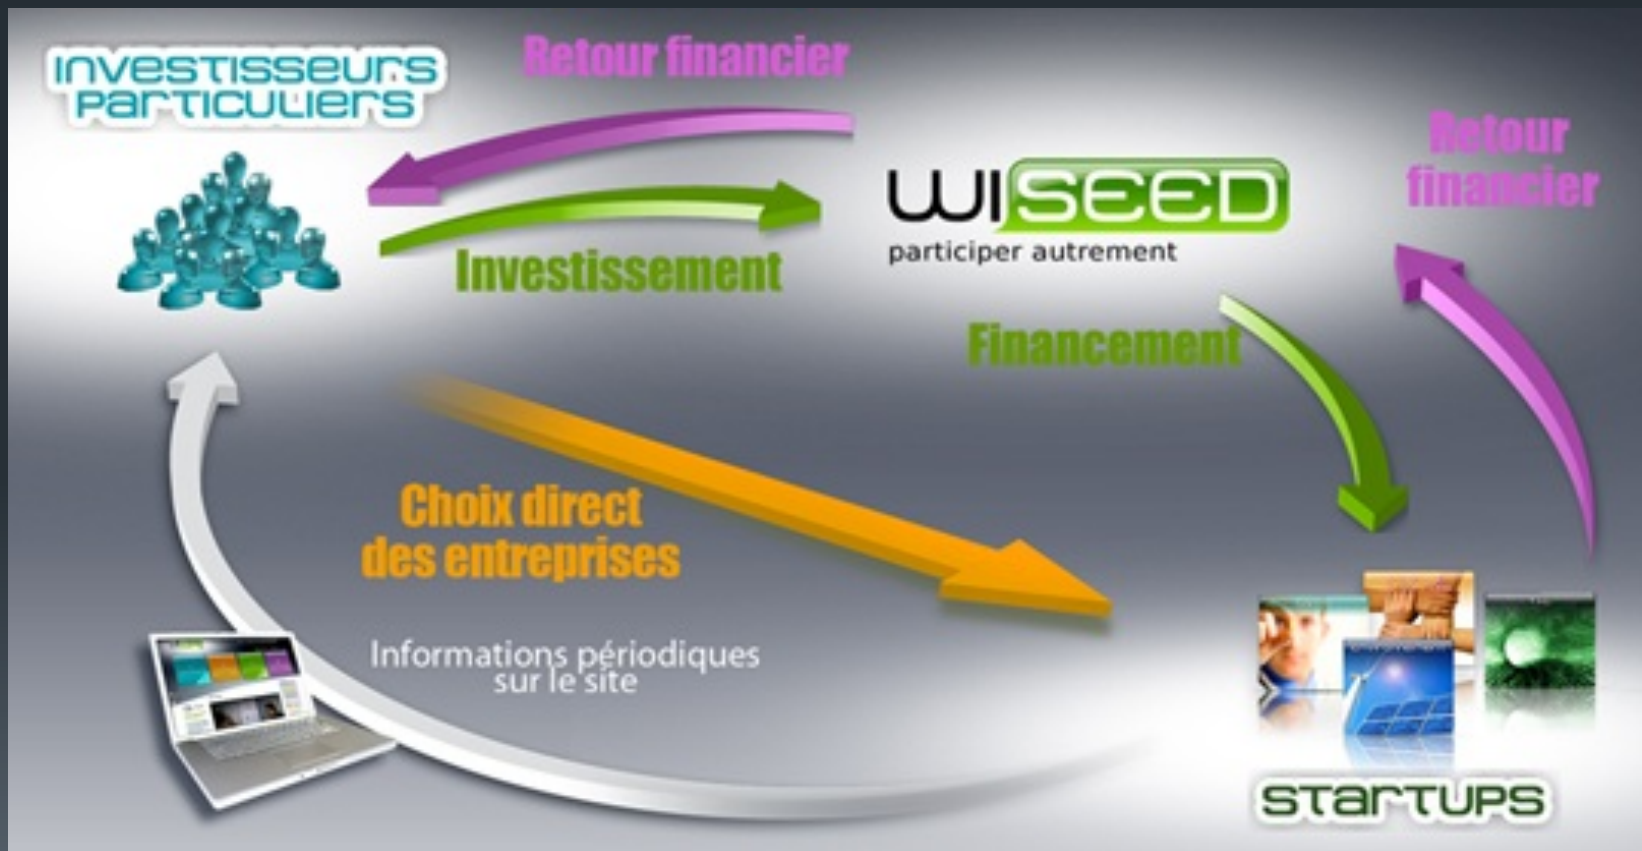 Investisseurs
Particuliers
Retour financier
Retour
financier
WISEED
participer autrement
Investissement
Financement
Choix direct
des entreprises
Informations périodiques
sur le site
Startups